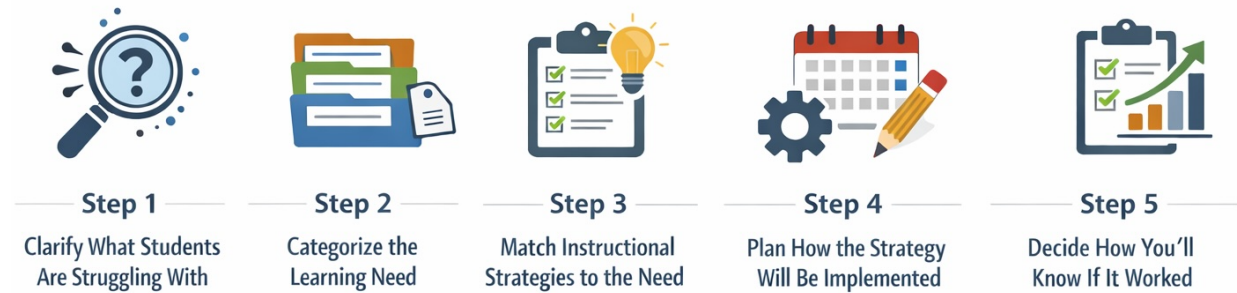 ?
Step 1
Clarify What Students
Are Struggling With
Step 2
Categorize the
Learning Need
Step 3
Match Instructional
Strategies to the Need
Step 4
Plan How the Strategy
Will Be Implemented
Step 5
Decide How You'll
Know If It Worked